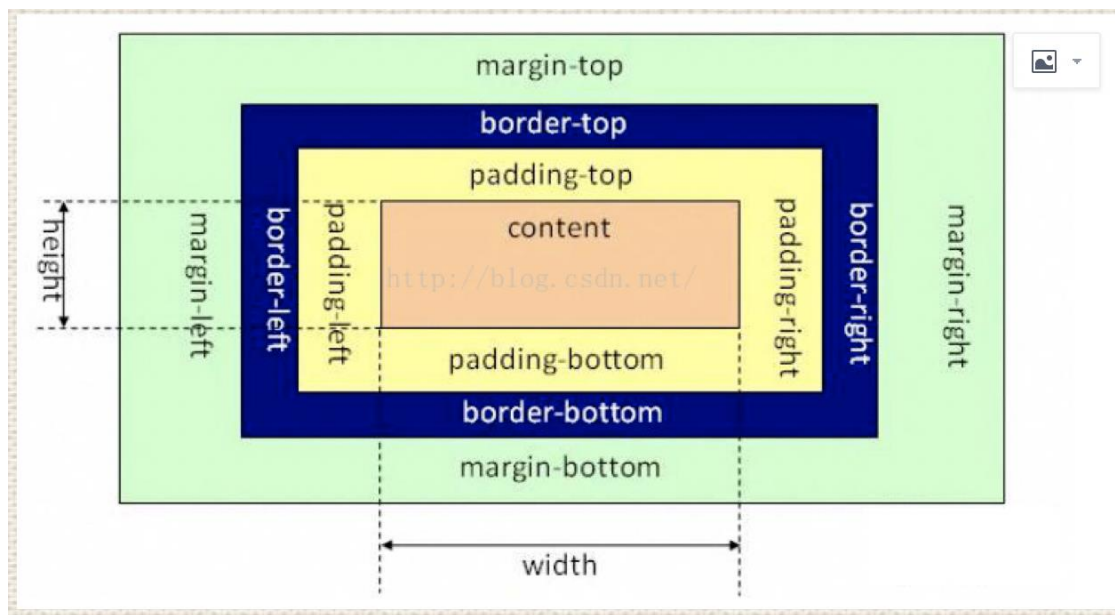 margin-top
border-top
padding-top
content
http://blog.csdn.net/
height
margin-left
border-left
padding-left
padding-right
border-right
margin-right
padding-bottom
border-bottom
margin-bottom
width